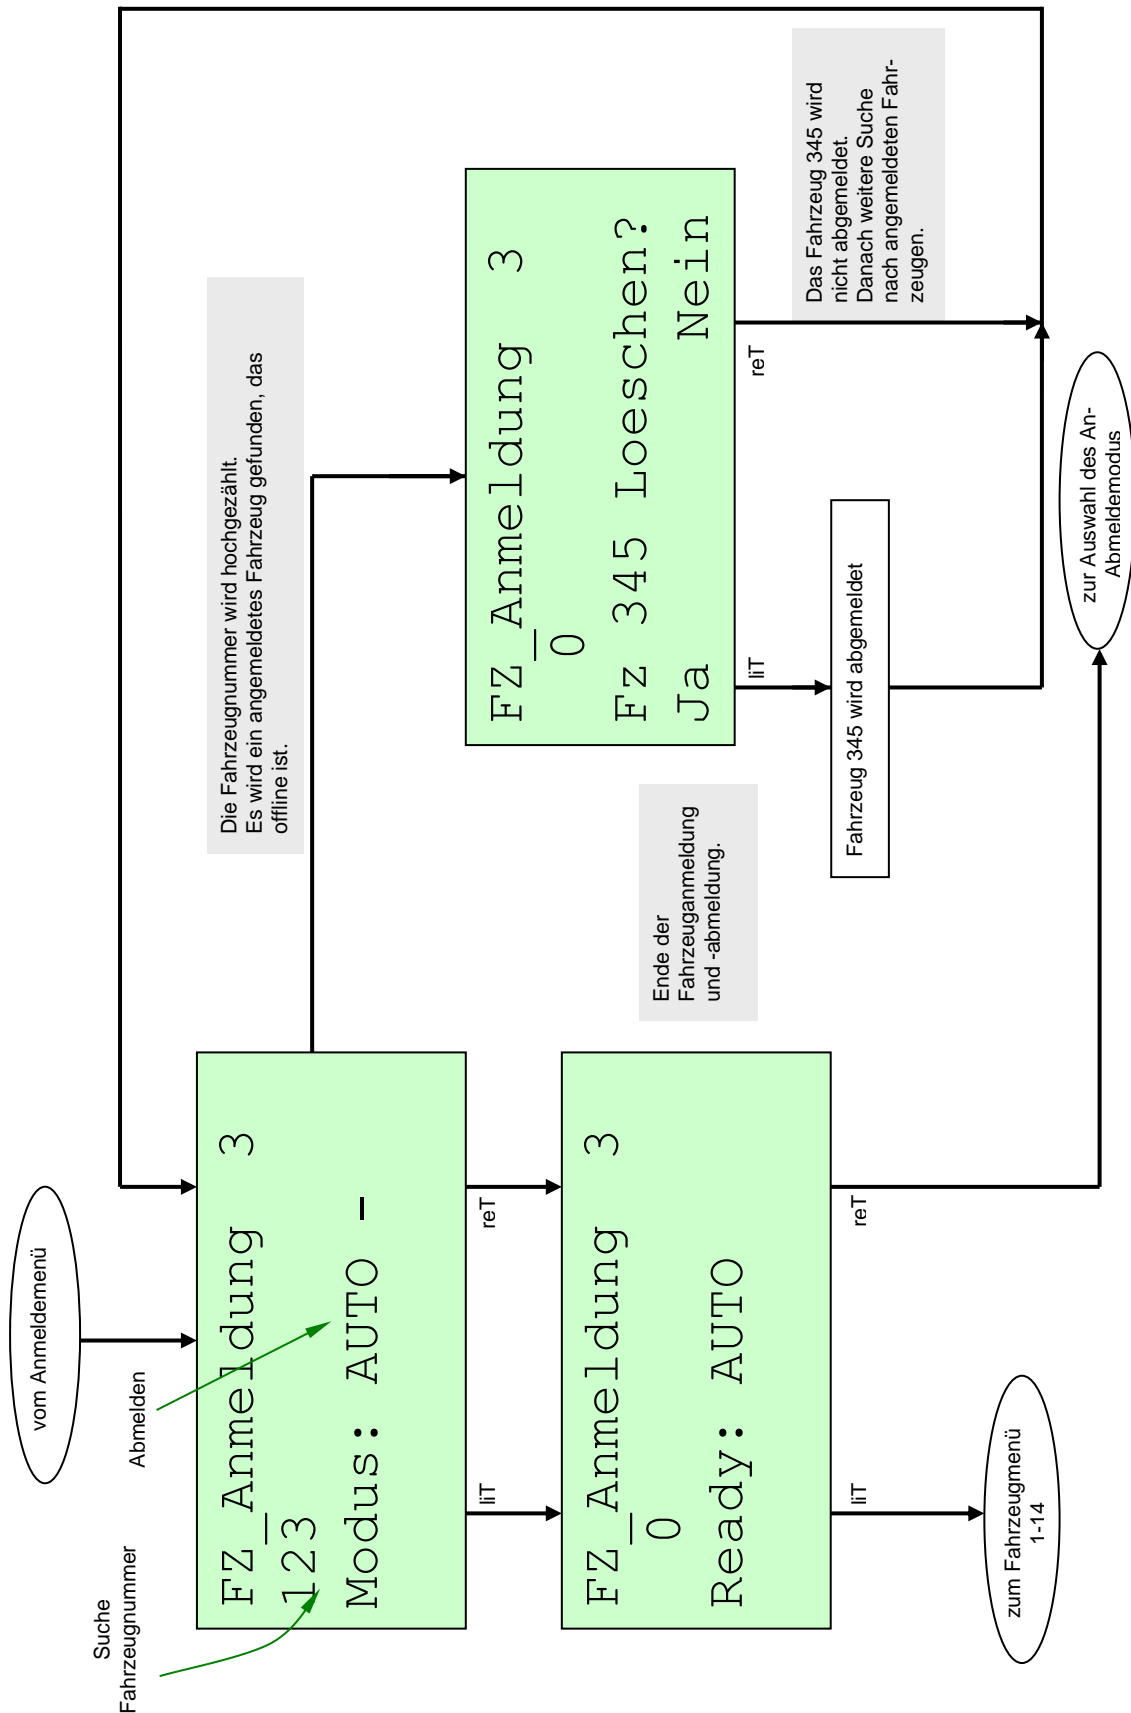 vom Anmeldemenü
Suche
Fahrzeugnummer
Abmelden
FZ_Anmeldung 3
123
Modus: AUTO -
Die Fahrzeugnummer wird hochgezählt.
Es wird ein angemeldetes Fahrzeug gefunden, das
offline ist.
liT
reT
FZ_Anmeldung 3
0
Fz 345 Loeschen?
Ja Nein
FZ_Anmeldung 3
0
Ready: AUTO
Ende der
Fahrzeuganmeldung
und -abmeldung.
liT
reT
Das Fahrzeug 345 wird
nicht abgemeldet.
Danach weitere Suche
nach angemeldeten Fahr-
zeugen.
Fahrzeug 345 wird abgemeldet
liT
reT
zum Fahrzeugmenü
1-14
zur Auswahl des An-
Abmeldemodus